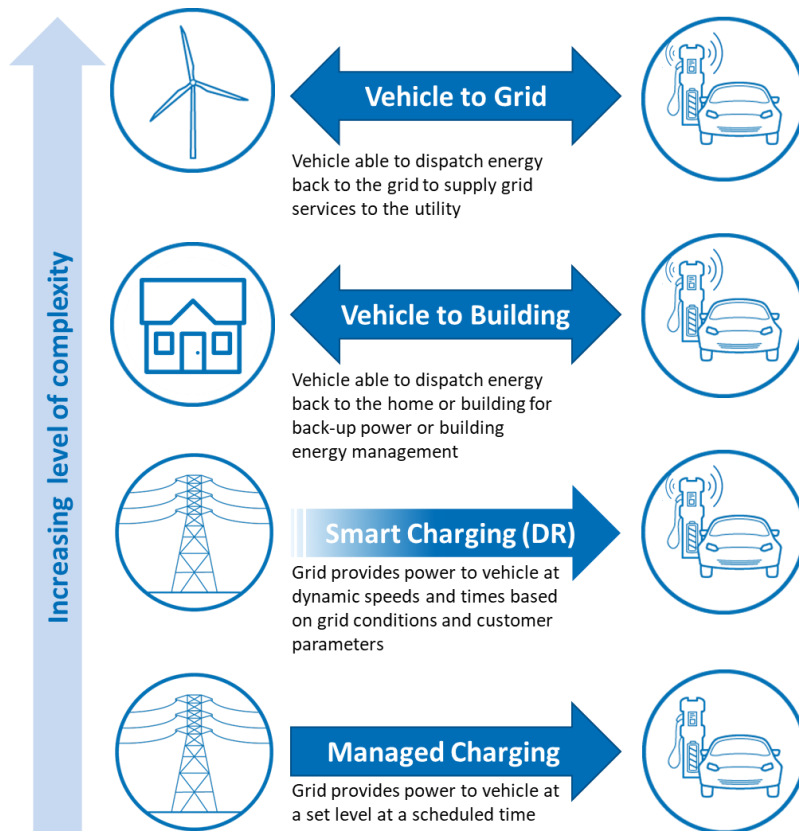 Increasing level of complexity
Vehicle to Grid
Vehicle able to dispatch energy
back to the grid to supply grid
services to the utility
Vehicle to Building
Vehicle able to dispatch energy
back to the home or building for
back-up power or building
energy management
Smart Charging (DR)
Grid provides power to vehicle at
dynamic speeds and times based
on grid conditions and customer
parameters
Managed Charging
Grid provides power to vehicle at
a set level at a scheduled time